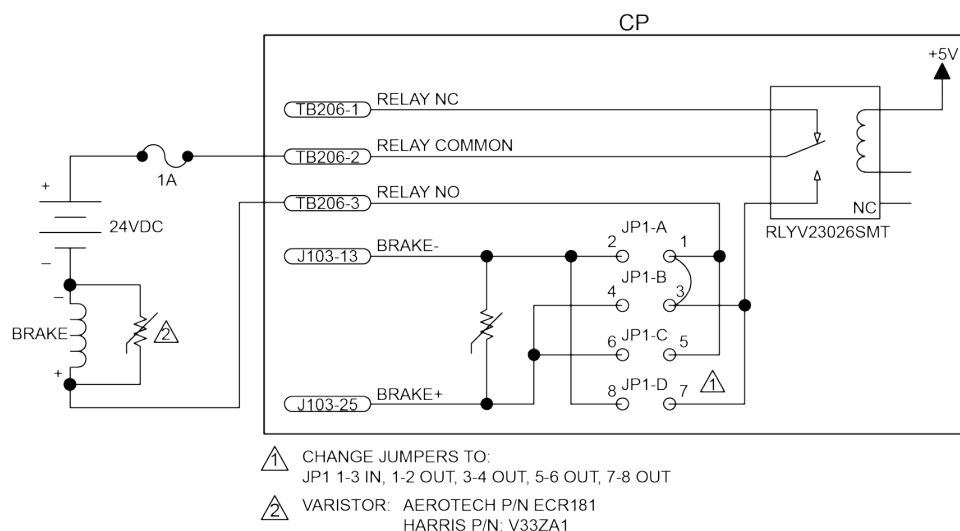 CP
+5V
TB206-1 RELAY NC
TB206-2 RELAY COMMON
1A
TB206-3 RELAY NO
NC
RLYV23026SMT
+
24VDC
−
J103-13 BRAKE-
JP1-A
2 1
JP1-B
4 3
JP1-C
6 5
JP1-D
8 7
1
−
BRAKE
2
+
J103-25 BRAKE+
1 CHANGE JUMPERS TO:
JP1 1-3 IN, 1-2 OUT, 3-4 OUT, 5-6 OUT, 7-8 OUT
2 VARISTOR: AEROTECH P/N ECR181
HARRIS P/N: V33ZA1